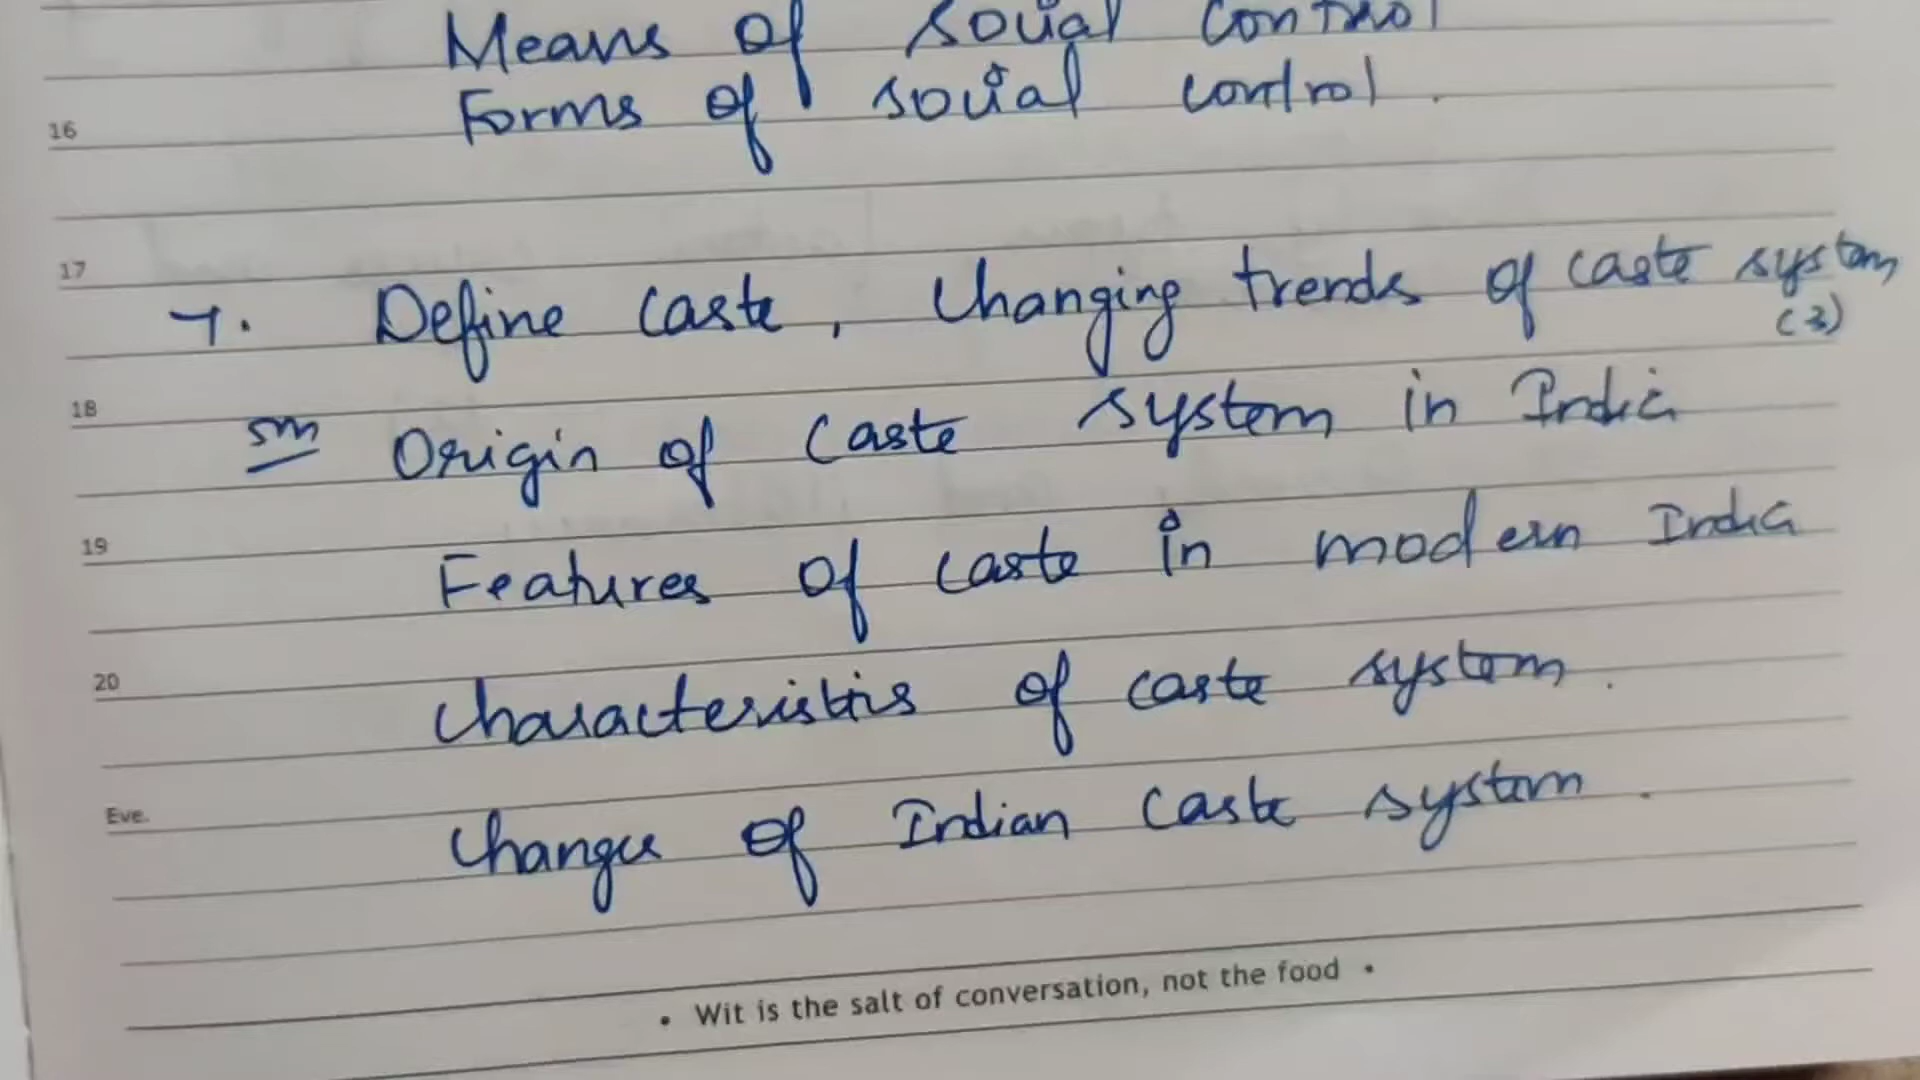 Means of social control
16 Forms of social control.
17
7. Define caste, changing trends of caste system
(3)
18
5m Origin of caste system in India
19
Features of caste in modern India
20
characteristics of caste system.
Eve.
changes of Indian caste system.
• Wit is the salt of conversation, not the food •